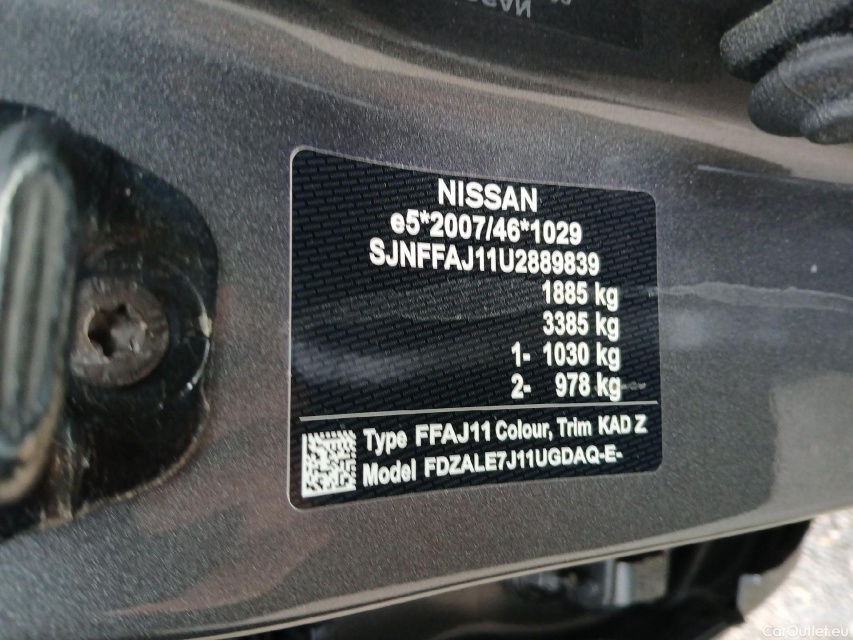 NISSAN
e5*2007/46*1029
SJNFFAJ11U2889839
1885 kg
3385 kg
1- 1030 kg
2- 978 kg
Type FFAJ11 Colour, Trim KAD Z
Model FDZALE7J11UGDAQ-E-
CarOutlet.eu